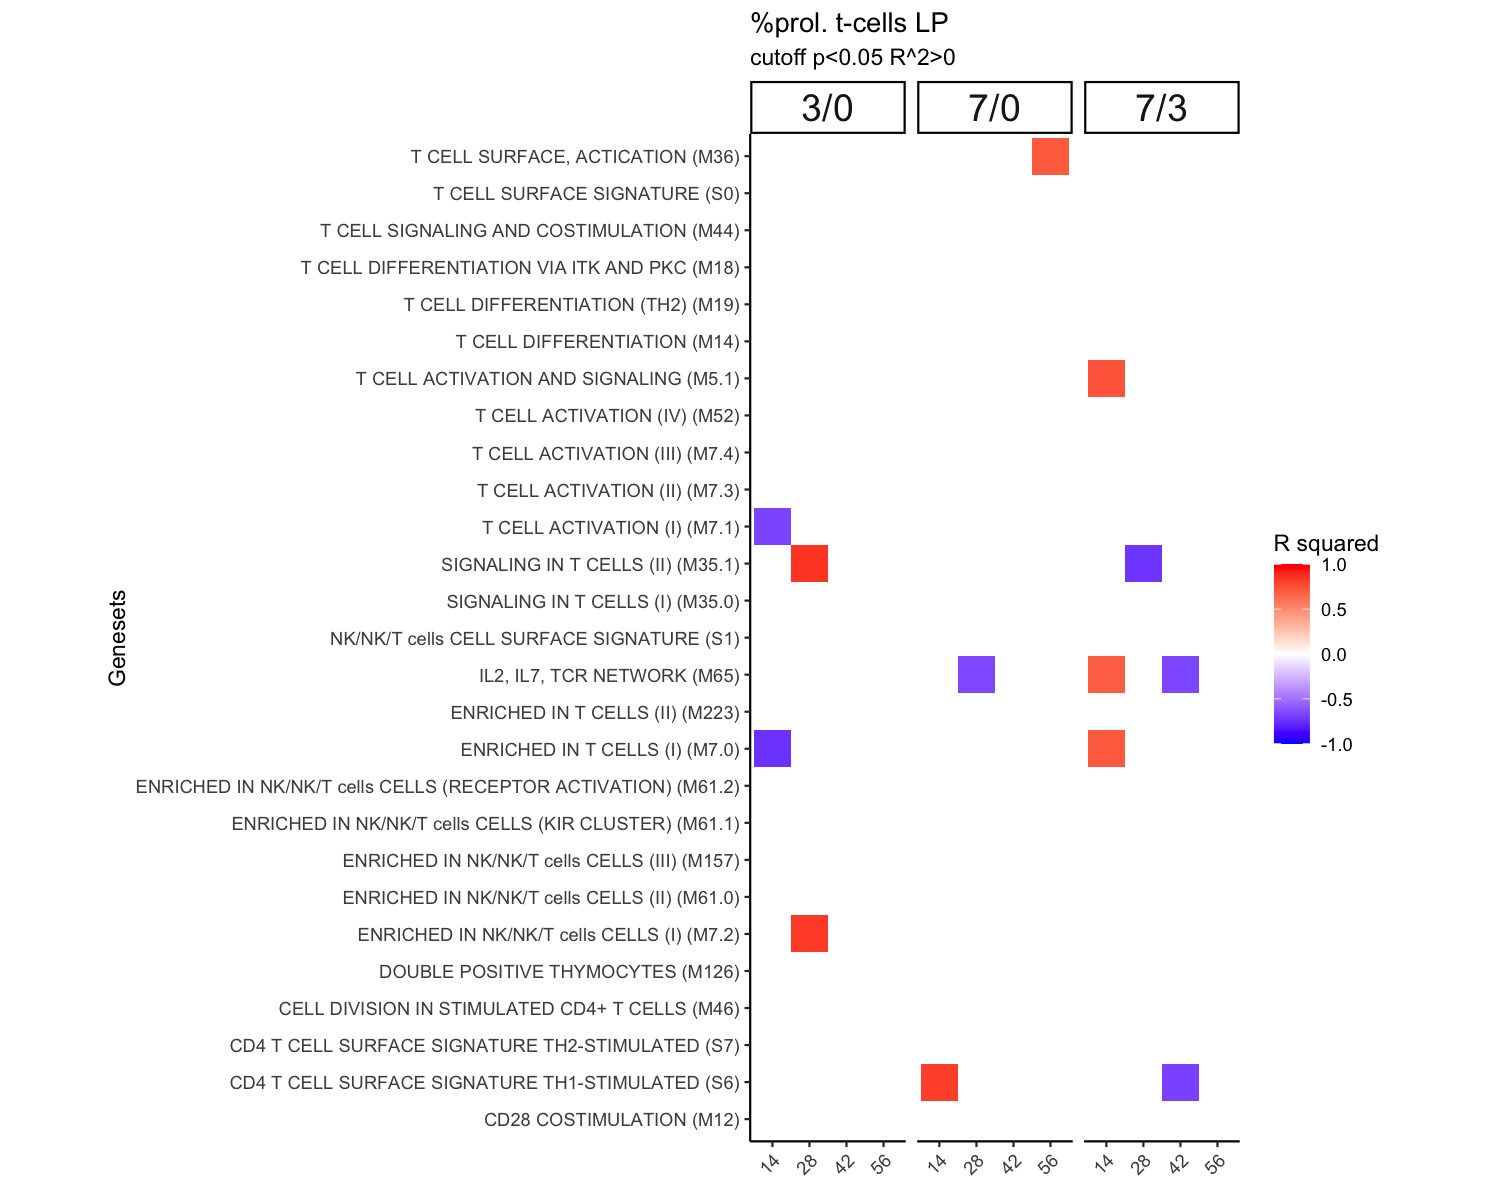 %prol. t-cells LP
cutoff p<0.05 R^2>0
3/0 7/0 7/3
T CELL SURFACE, ACTICATION (M36)
T CELL SURFACE SIGNATURE (S0)
T CELL SIGNALING AND COSTIMULATION (M44)
T CELL DIFFERENTIATION VIA ITK AND PKC (M18)
T CELL DIFFERENTIATION (TH2) (M19)
T CELL DIFFERENTIATION (M14)
T CELL ACTIVATION AND SIGNALING (M5.1)
T CELL ACTIVATION (IV) (M52)
T CELL ACTIVATION (III) (M7.4)
T CELL ACTIVATION (II) (M7.3)
T CELL ACTIVATION (I) (M7.1)
SIGNALING IN T CELLS (II) (M35.1)
SIGNALING IN T CELLS (I) (M35.0)
NK/NK/T cells CELL SURFACE SIGNATURE (S1)
IL2, IL7, TCR NETWORK (M65)
ENRICHED IN T CELLS (II) (M223)
ENRICHED IN T CELLS (I) (M7.0)
ENRICHED IN NK/NK/T cells CELLS (RECEPTOR ACTIVATION) (M61.2)
ENRICHED IN NK/NK/T cells CELLS (KIR CLUSTER) (M61.1)
ENRICHED IN NK/NK/T cells CELLS (III) (M157)
ENRICHED IN NK/NK/T cells CELLS (II) (M61.0)
ENRICHED IN NK/NK/T cells CELLS (I) (M7.2)
DOUBLE POSITIVE THYMOCYTES (M126)
CELL DIVISION IN STIMULATED CD4+ T CELLS (M46)
CD4 T CELL SURFACE SIGNATURE TH2-STIMULATED (S7)
CD4 T CELL SURFACE SIGNATURE TH1-STIMULATED (S6)
CD28 COSTIMULATION (M12)
Genesets
14 28 42 56 14 28 42 56 14 28 42 56
R squared
1.0
0.5
0.0
-0.5
-1.0